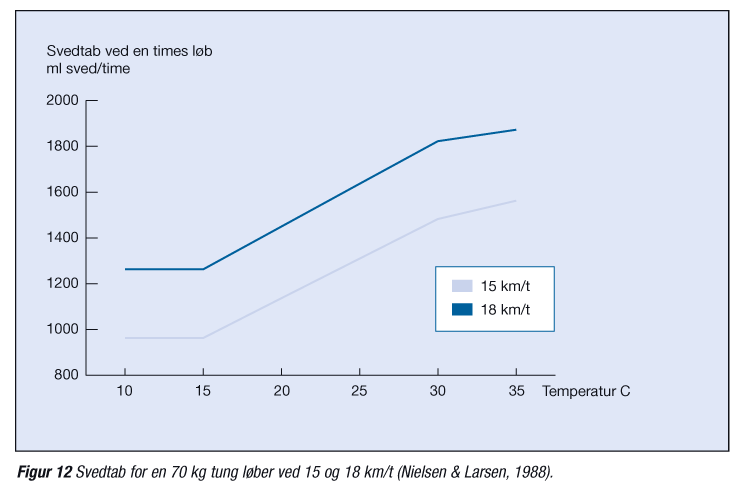 Svedtab ved en times løb
ml sved/time
2000
1800
1600
1400
1200
1000
800
15 km/t
18 km/t
10 15 20 25 30 35 Temperatur C
Figur 12 Svedtab for en 70 kg tung løber ved 15 og 18 km/t (Nielsen & Larsen, 1988).